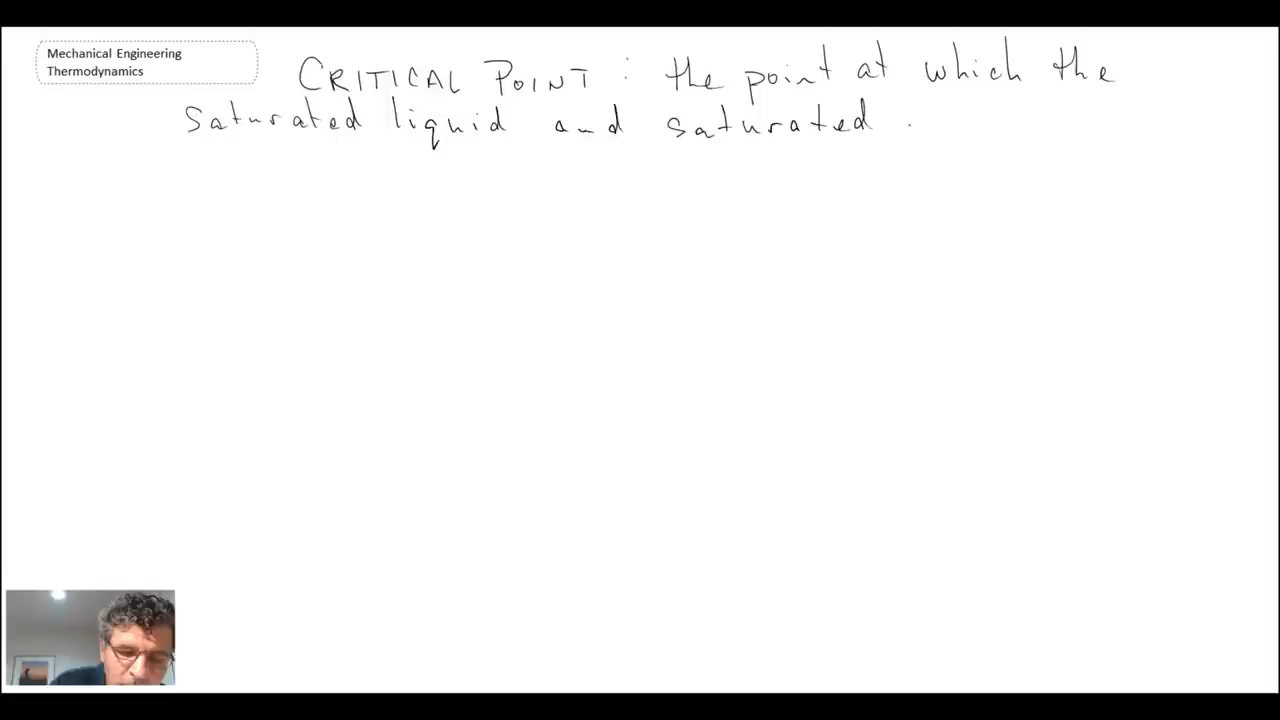 Mechanical Engineering
Thermodynamics
CRITICAL POINT : the point at which the
saturated liquid and saturated